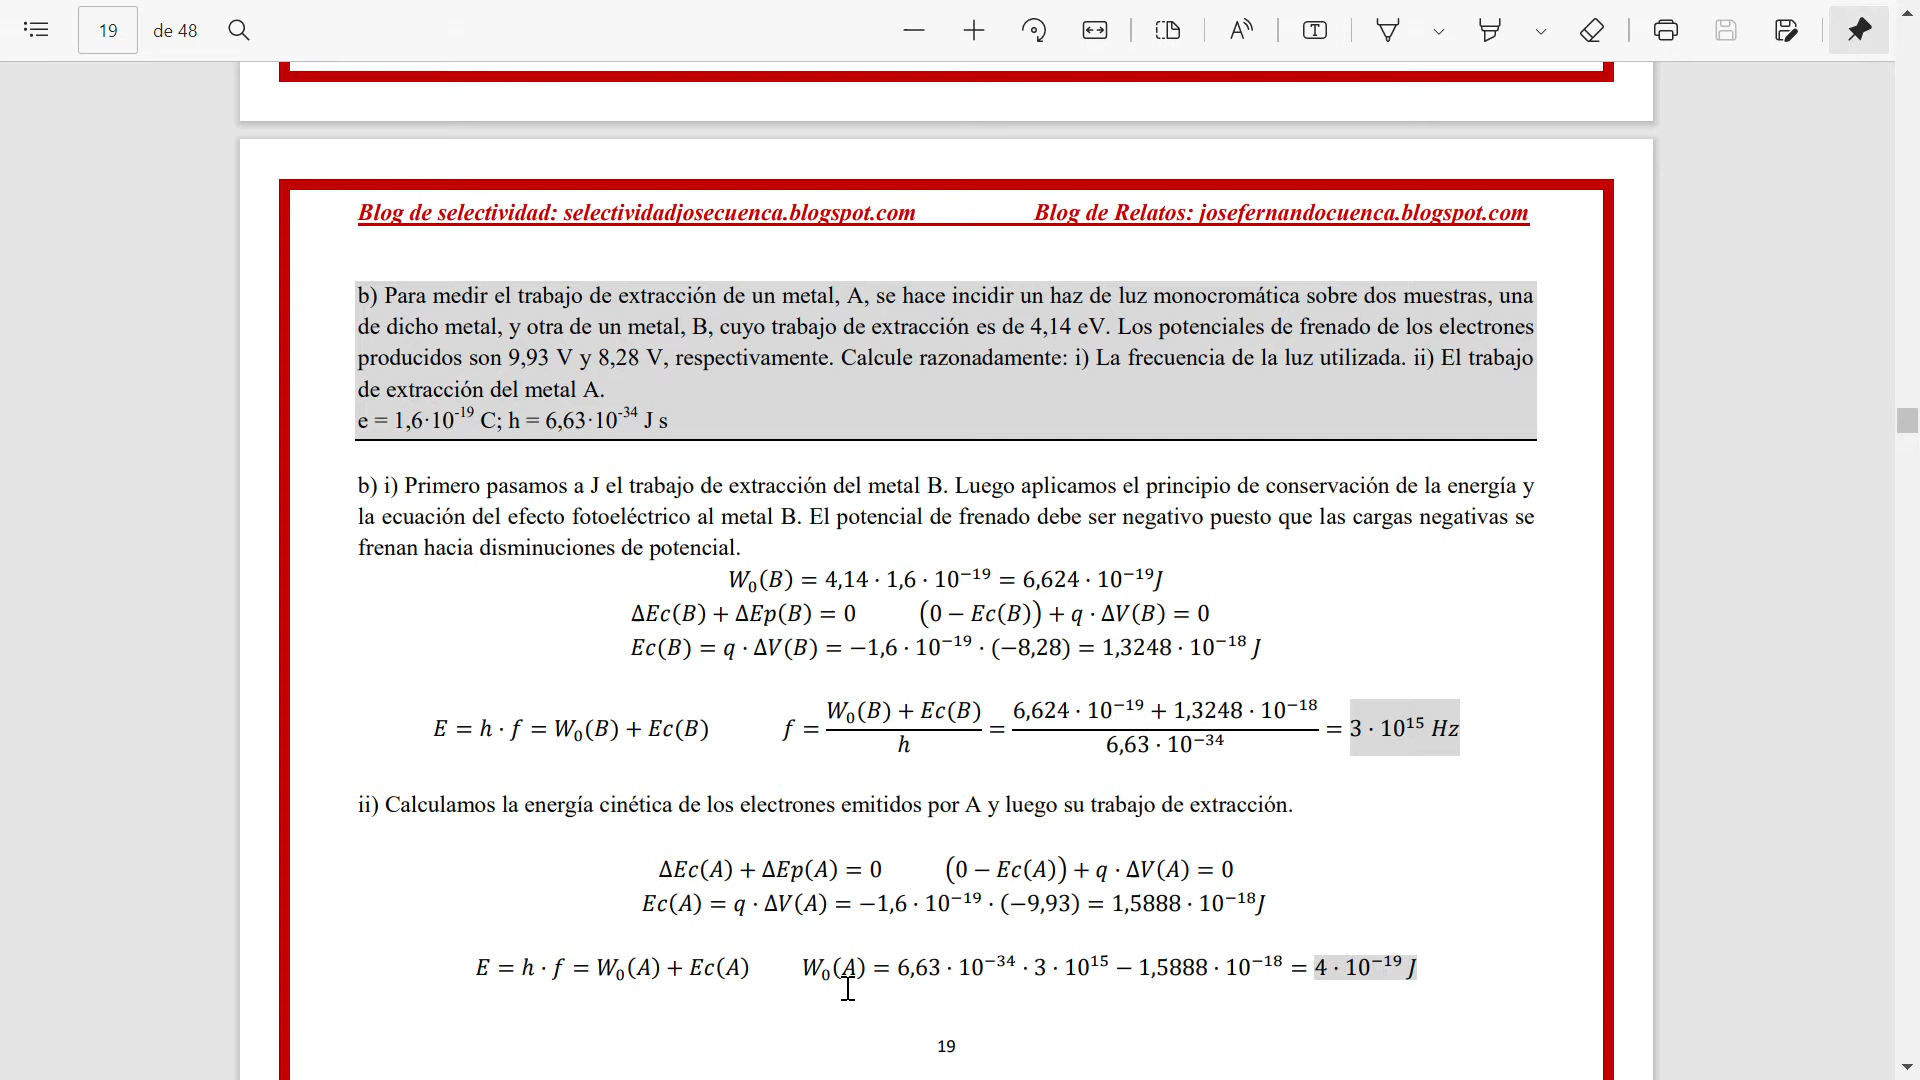 19 de 48
Blog de selectividad: selectividadjosecuenca.blogspot.com Blog de Relatos: josefernandocuenca.blogspot.com
b) Para medir el trabajo de extracción de un metal, A, se hace incidir un haz de luz monocromática sobre dos muestras, una
de dicho metal, y otra de un metal, B, cuyo trabajo de extracción es de 4,14 eV. Los potenciales de frenado de los electrones
producidos son 9,93 V y 8,28 V, respectivamente. Calcule razonadamente: i) La frecuencia de la luz utilizada. ii) El trabajo
de extracción del metal A.
e = 1,6·10⁻¹⁹ C; h = 6,63·10⁻³⁴ J s
b) i) Primero pasamos a J el trabajo de extracción del metal B. Luego aplicamos el principio de conservación de la energía y
la ecuación del efecto fotoeléctrico al metal B. El potencial de frenado debe ser negativo puesto que las cargas negativas se
frenan hacia disminuciones de potencial.
W₀(B) = 4,14 · 1,6 · 10⁻¹⁹ = 6,624 · 10⁻¹⁹J
ΔEc(B) + ΔEp(B) = 0 (0 − Ec(B)) + q · ΔV(B) = 0
Ec(B) = q · ΔV(B) = −1,6 · 10⁻¹⁹ · (−8,28) = 1,3248 · 10⁻¹⁸ J
E = h · f = W₀(B) + Ec(B) f = (W₀(B) + Ec(B))/h = (6,624 · 10⁻¹⁹ + 1,3248 · 10⁻¹⁸)/(6,63 · 10⁻³⁴) = 3 · 10¹⁵ Hz
ii) Calculamos la energía cinética de los electrones emitidos por A y luego su trabajo de extracción.
ΔEc(A) + ΔEp(A) = 0 (0 − Ec(A)) + q · ΔV(A) = 0
Ec(A) = q · ΔV(A) = −1,6 · 10⁻¹⁹ · (−9,93) = 1,5888 · 10⁻¹⁸J
E = h · f = W₀(A) + Ec(A) W₀(A) = 6,63 · 10⁻³⁴ · 3 · 10¹⁵ − 1,5888 · 10⁻¹⁸ = 4 · 10⁻¹⁹ J
19